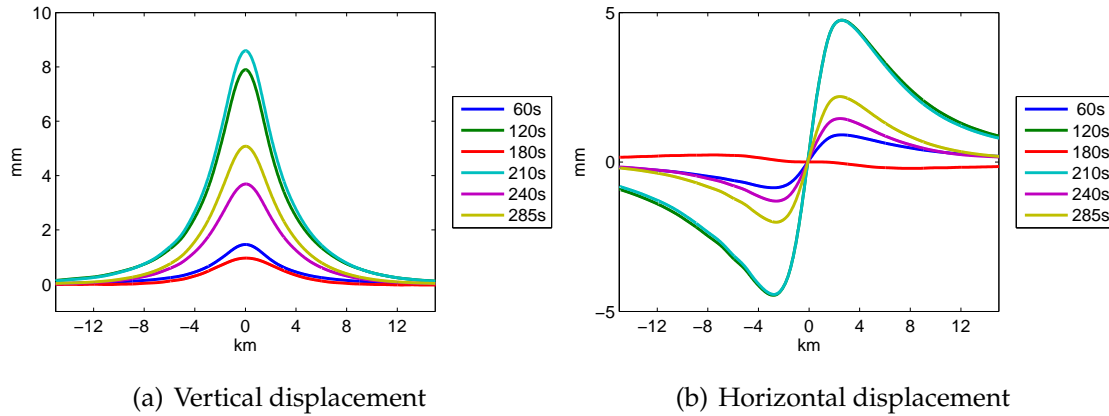 10
8
6
4
2
0
mm
−12 −8 −4 0 4 8 12
km
60s
120s
180s
210s
240s
285s
(a) Vertical displacement
5
0
−5
mm
−12 −8 −4 0 4 8 12
km
60s
120s
180s
210s
240s
285s
(b) Horizontal displacement